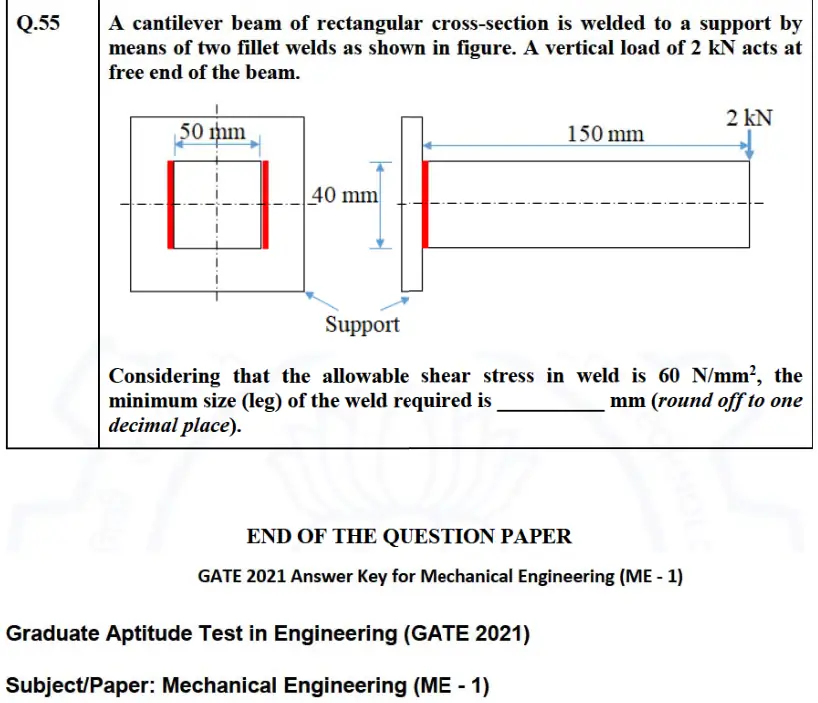 Q.55
A cantilever beam of rectangular cross-section is welded to a support by
means of two fillet welds as shown in figure. A vertical load of 2 kN acts at
free end of the beam.
50 mm
150 mm
2 kN
40 mm
Support
Considering that the allowable shear stress in weld is 60 N/mm², the
minimum size (leg) of the weld required is __________ mm (round off to one
decimal place).
END OF THE QUESTION PAPER
GATE 2021 Answer Key for Mechanical Engineering (ME - 1)
Graduate Aptitude Test in Engineering (GATE 2021)
Subject/Paper: Mechanical Engineering (ME - 1)